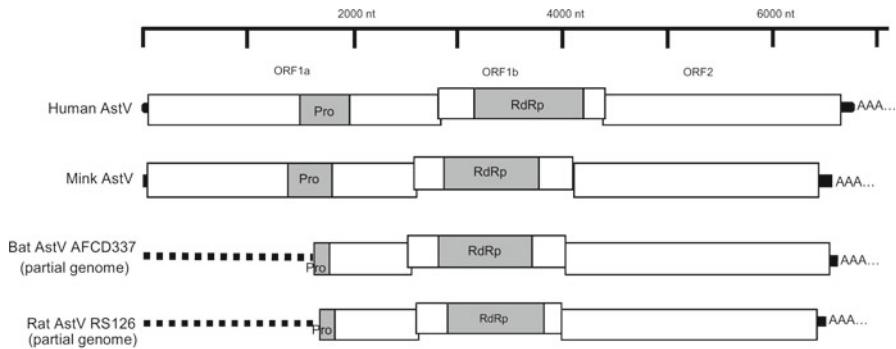 2000 nt 4000 nt 6000 nt
ORF1a ORF1b ORF2
Human AstV Pro RdRp AAA...
Mink AstV Pro RdRp AAA...
Bat AstV AFCD337
(partial genome) Pro RdRp AAA...
Rat AstV RS126
(partial genome) Pro RdRp AAA...